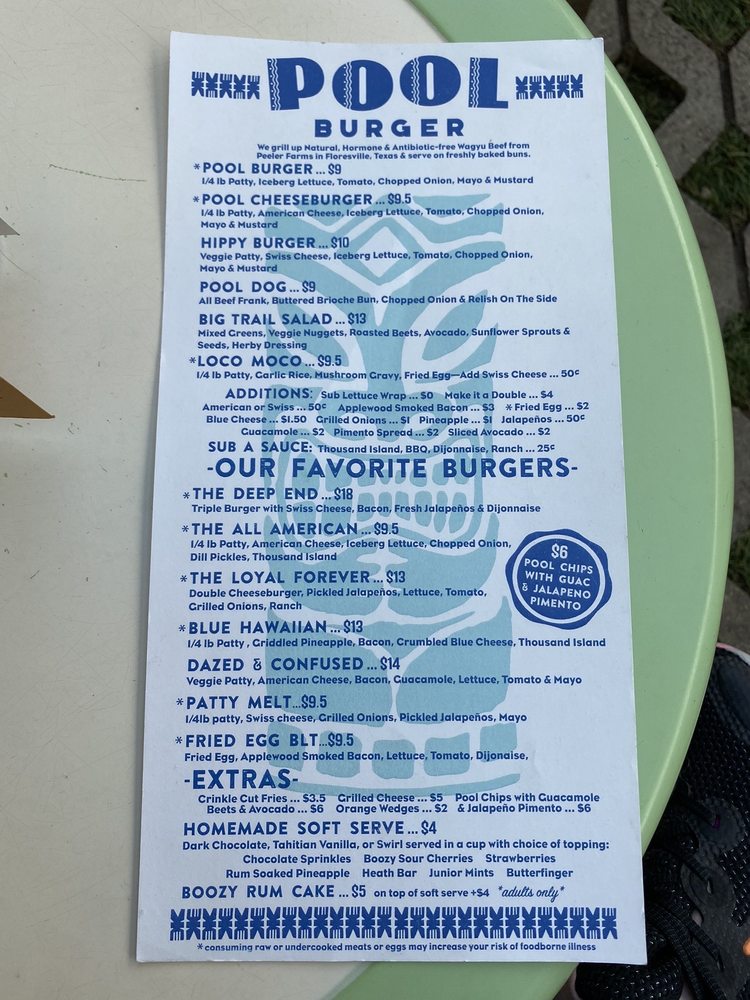 POOL
BURGER
We grill up Natural, Hormone & Antibiotic-free Wagyu Beef from
Peeler Farms in Floresville, Texas & serve on freshly baked buns.
*POOL BURGER ... $9
1/4 lb Patty, Iceberg Lettuce, Tomato, Chopped Onion, Mayo & Mustard
*POOL CHEESEBURGER ... $9.5
1/4 lb Patty, American Cheese, Iceberg Lettuce, Tomato, Chopped Onion,
Mayo & Mustard
HIPPY BURGER ... $10
Veggie Patty, Swiss Cheese, Iceberg Lettuce, Tomato, Chopped Onion,
Mayo & Mustard
POOL DOG ... $9
All Beef Frank, Buttered Brioche Bun, Chopped Onion & Relish On The Side
BIG TRAIL SALAD ... $13
Mixed Greens, Veggie Nuggets, Roasted Beets, Avocado, Sunflower Sprouts &
Seeds, Herby Dressing
*LOCO MOCO ... $9.5
1/4 lb Patty, Garlic Rice, Mushroom Gravy, Fried Egg—Add Swiss Cheese ... 50¢
ADDITIONS: Sub Lettuce Wrap ... $0 Make it a Double ... $4
American or Swiss ... 50¢ Applewood Smoked Bacon ... $3 *Fried Egg ... $2
Blue Cheese ... $1.50 Grilled Onions ... $1 Pineapple ... $1 Jalapeños ... 50¢
Guacamole ... $2 Pimento Spread ... $2 Sliced Avocado ... $2
SUB A SAUCE: Thousand Island, BBQ, Dijonnaise, Ranch ... 25¢
-OUR FAVORITE BURGERS-
*THE DEEP END ... $18
Triple Burger with Swiss Cheese, Bacon, Fresh Jalapeños & Dijonnaise
*THE ALL AMERICAN ... $9.5
1/4 lb Patty, American Cheese, Iceberg Lettuce, Chopped Onion,
Dill Pickles, Thousand Island
$6
POOL CHIPS
WITH GUAC
& JALAPENO
PIMENTO
*THE LOYAL FOREVER ... $13
Double Cheeseburger, Pickled Jalapeños, Lettuce, Tomato,
Grilled Onions, Ranch
*BLUE HAWAIIAN ... $13
1/4 lb Patty , Griddled Pineapple, Bacon, Crumbled Blue Cheese, Thousand Island
DAZED & CONFUSED ... $14
Veggie Patty, American Cheese, Bacon, Guacamole, Lettuce, Tomato & Mayo
*PATTY MELT...$9.5
1/4lb patty, Swiss cheese, Grilled Onions, Pickled Jalapeños, Mayo
*FRIED EGG BLT...$9.5
Fried Egg, Applewood Smoked Bacon, Lettuce, Tomato, Dijonaise,
-EXTRAS-
Crinkle Cut Fries ... $3.5 Grilled Cheese ... $5 Pool Chips with Guacamole
Beets & Avocado ... $6 Orange Wedges ... $2 & Jalapeño Pimento ... $6
HOMEMADE SOFT SERVE ... $4
Dark Chocolate, Tahitian Vanilla, or Swirl served in a cup with choice of topping:
Chocolate Sprinkles Boozy Sour Cherries Strawberries
Rum Soaked Pineapple Heath Bar Junior Mints Butterfinger
BOOZY RUM CAKE ... $5 on top of soft serve +$4 *adults only*
*consuming raw or undercooked meats or eggs may increase your risk of foodborne illness